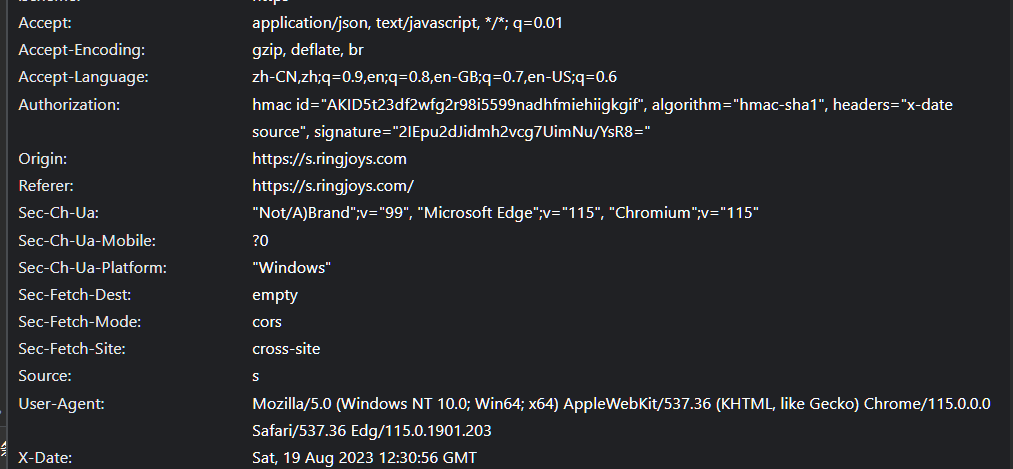 Accept: application/json, text/javascript, */*; q=0.01
Accept-Encoding: gzip, deflate, br
Accept-Language: zh-CN,zh;q=0.9,en;q=0.8,en-GB;q=0.7,en-US;q=0.6
Authorization: hmac id="AKID5t23df2wfg2r98i5599nadhfmiehiigkgif", algorithm="hmac-sha1", headers="x-date
source", signature="2IEpu2dJidmh2vcg7UimNu/YsR8="
Origin: https://s.ringjoys.com
Referer: https://s.ringjoys.com/
Sec-Ch-Ua: "Not/A)Brand";v="99", "Microsoft Edge";v="115", "Chromium";v="115"
Sec-Ch-Ua-Mobile: ?0
Sec-Ch-Ua-Platform: "Windows"
Sec-Fetch-Dest: empty
Sec-Fetch-Mode: cors
Sec-Fetch-Site: cross-site
Source: s
User-Agent: Mozilla/5.0 (Windows NT 10.0; Win64; x64) AppleWebKit/537.36 (KHTML, like Gecko) Chrome/115.0.0.0
Safari/537.36 Edg/115.0.1901.203
X-Date: Sat, 19 Aug 2023 12:30:56 GMT